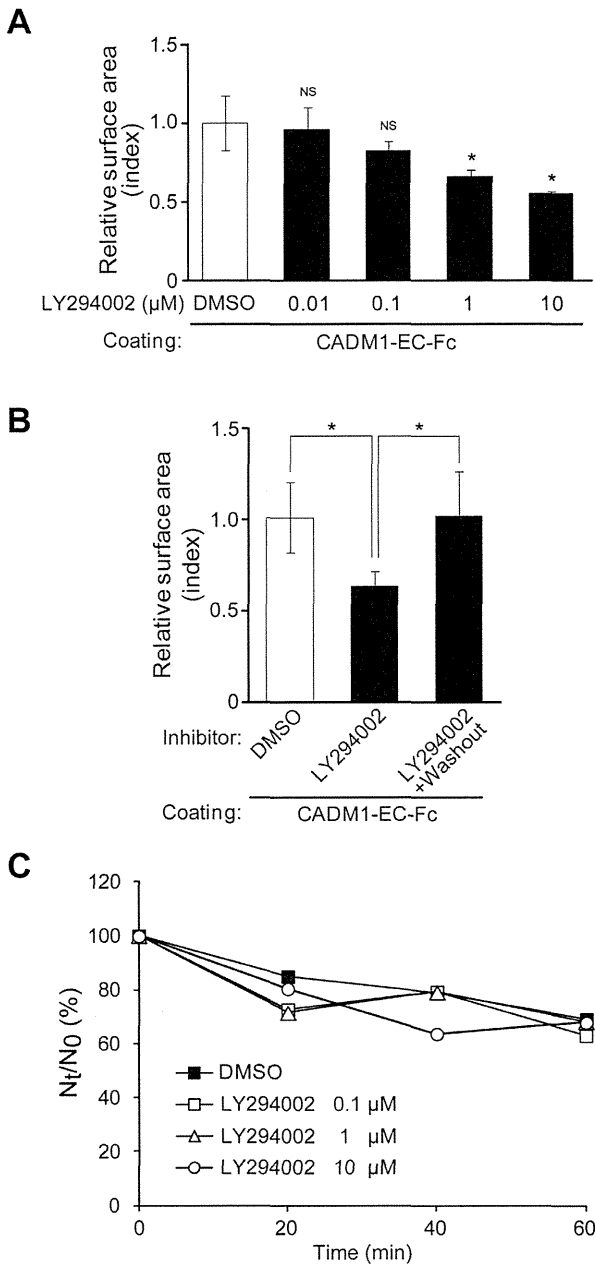 A
Relative surface area
(index)
1.5
1.0
0.5
0
NS
NS
*
*
LY294002 (μM) DMSO 0.01 0.1 1 10
Coating: CADM1-EC-Fc
B
Relative surface area
(index)
1.5
1.0
0.5
0
* *
Inhibitor: DMSO LY294002 LY294002
+Washout
Coating: CADM1-EC-Fc
C
Nt/N0 (%)
120
100
80
60
40
20
0
DMSO
LY294002 0.1 μM
LY294002 1 μM
LY294002 10 μM
0 20 40 60
Time (min)